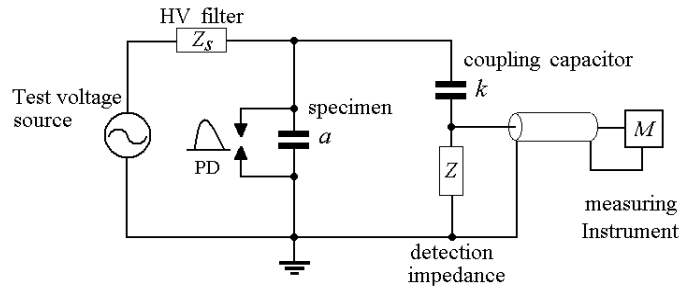 HV filter
Zs
coupling capacitor
k
Test voltage
source
specimen
a
PD
M
Z
measuring
Instrument
detection
impedance